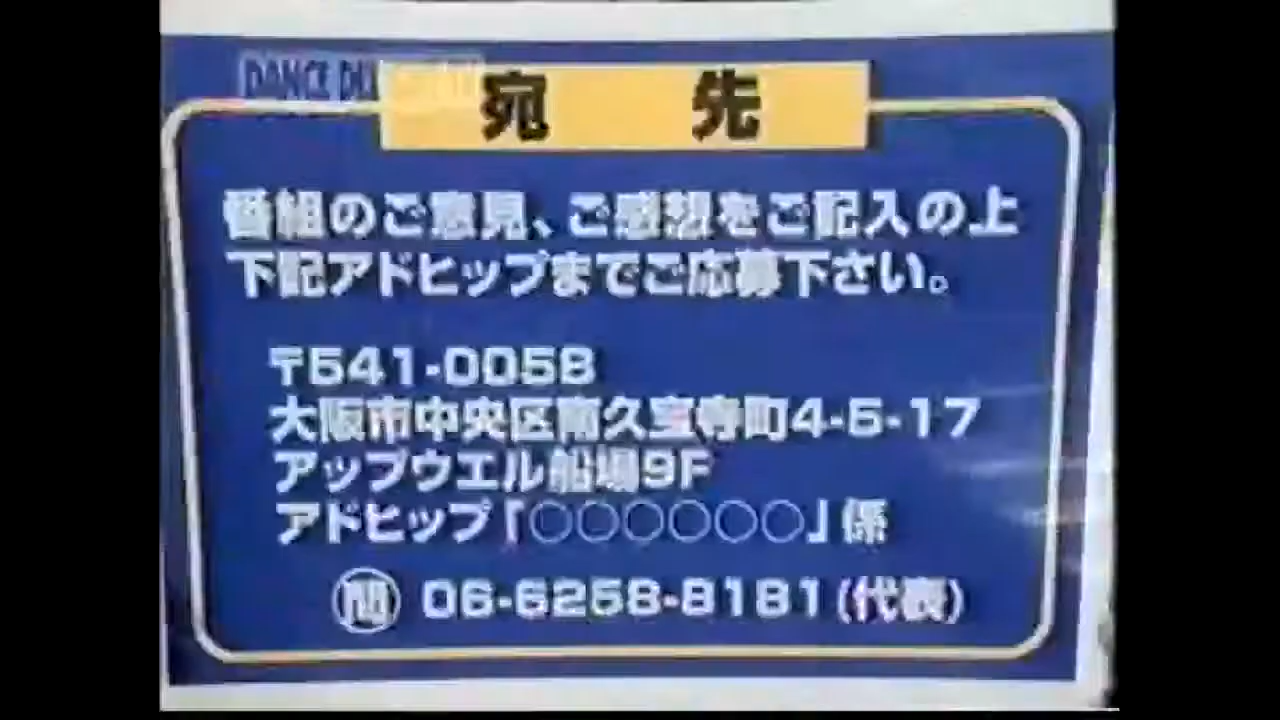 DANCE
宛先
番組のご意見、ご感想をご記入の上
下記アドヒップまでご応募下さい。
〒541-0058
大阪市中央区南久宝寺町4-5-17
アップウエル船場9F
アドヒップ「○○○○○○」係
問 06-6258-8181(代表)